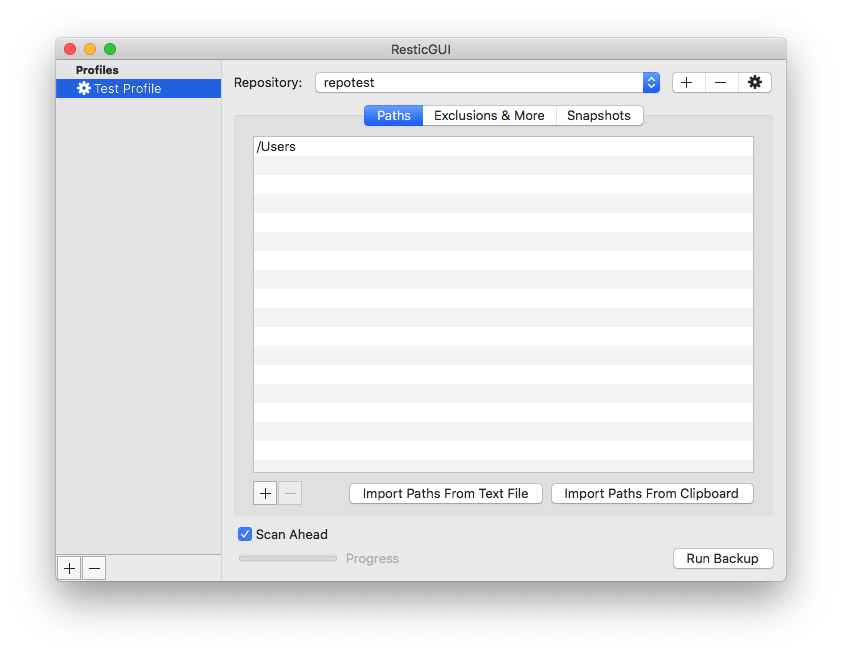 ResticGUI
Profiles
Test Profile
Repository: repotest
Paths Exclusions & More Snapshots
/Users
Import Paths From Text File Import Paths From Clipboard
Scan Ahead
Progress
Run Backup